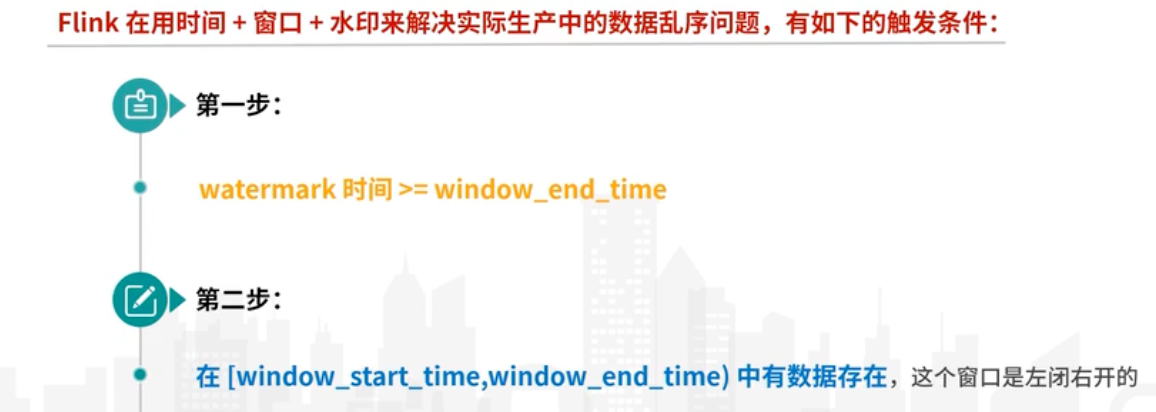 Flink 在用时间 + 窗口 + 水印来解决实际生产中的数据乱序问题，有如下的触发条件：
第一步：
watermark 时间 >= window_end_time
第二步：
在 [window_start_time,window_end_time) 中有数据存在，这个窗口是左闭右开的